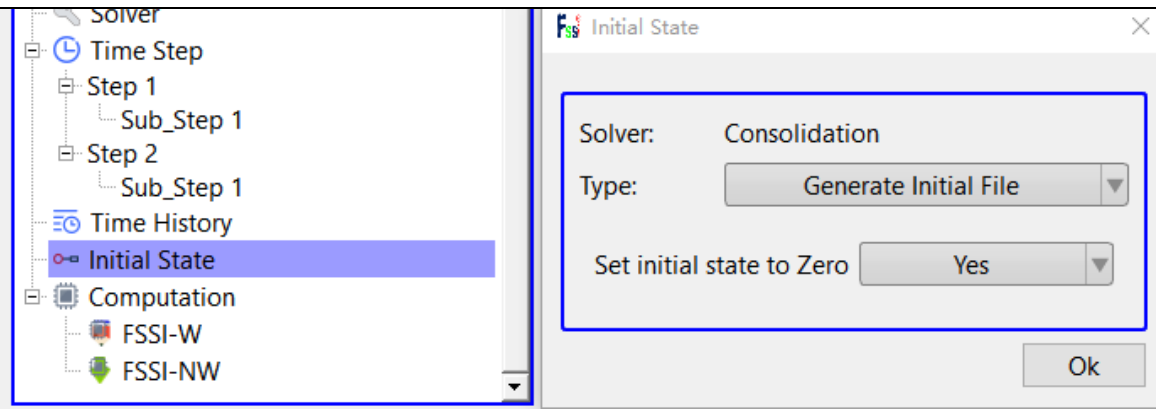 Solver
Time Step
Step 1
Sub_Step 1
Step 2
Sub_Step 1
Time History
Initial State
Computation
FSSI-W
FSSI-NW
Fssi Initial State
Solver: Consolidation
Type: Generate Initial File
Set initial state to Zero Yes
Ok